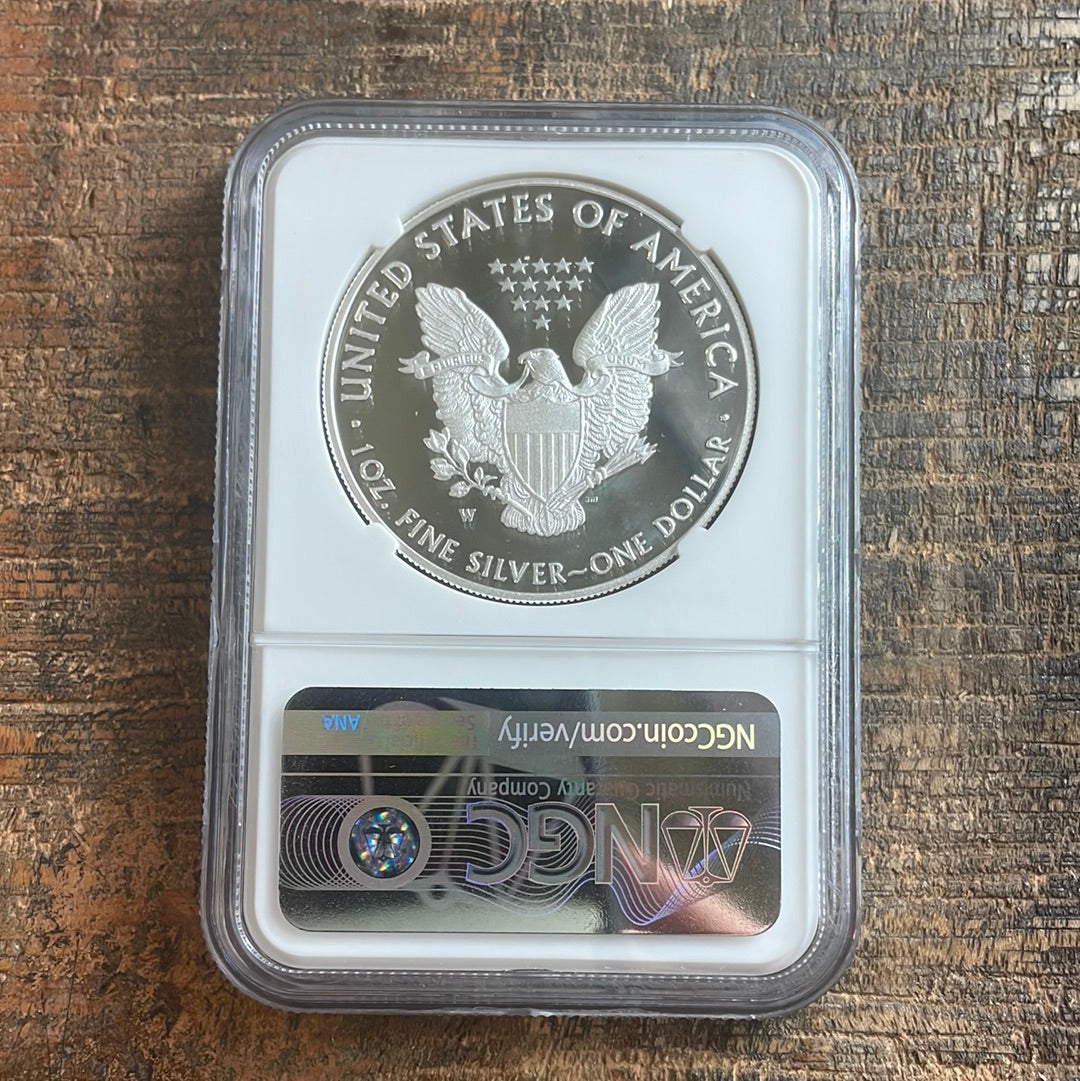 UNITED STATES OF AMERICA
PLURIBUS UNUM
W
1 OZ. FINE SILVER~ONE DOLLAR
NGC
Numismatic Guaranty Company
NGCcoin.com/verify
ANA